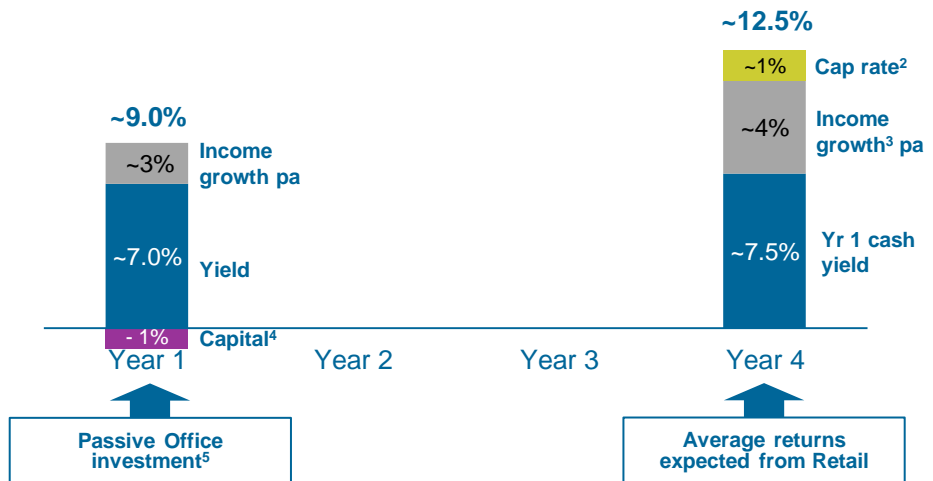 ~12.5%
~1%
Cap rate²
~9.0%
~4%
Income
growth³ pa
~3%
Income
growth pa
~7.0%
Yield
~7.5%
Yr 1 cash
yield
- 1%
Capital⁴
Year 1
Year 2
Year 3
Year 4
Passive Office
investment⁵
Average returns
expected from Retail